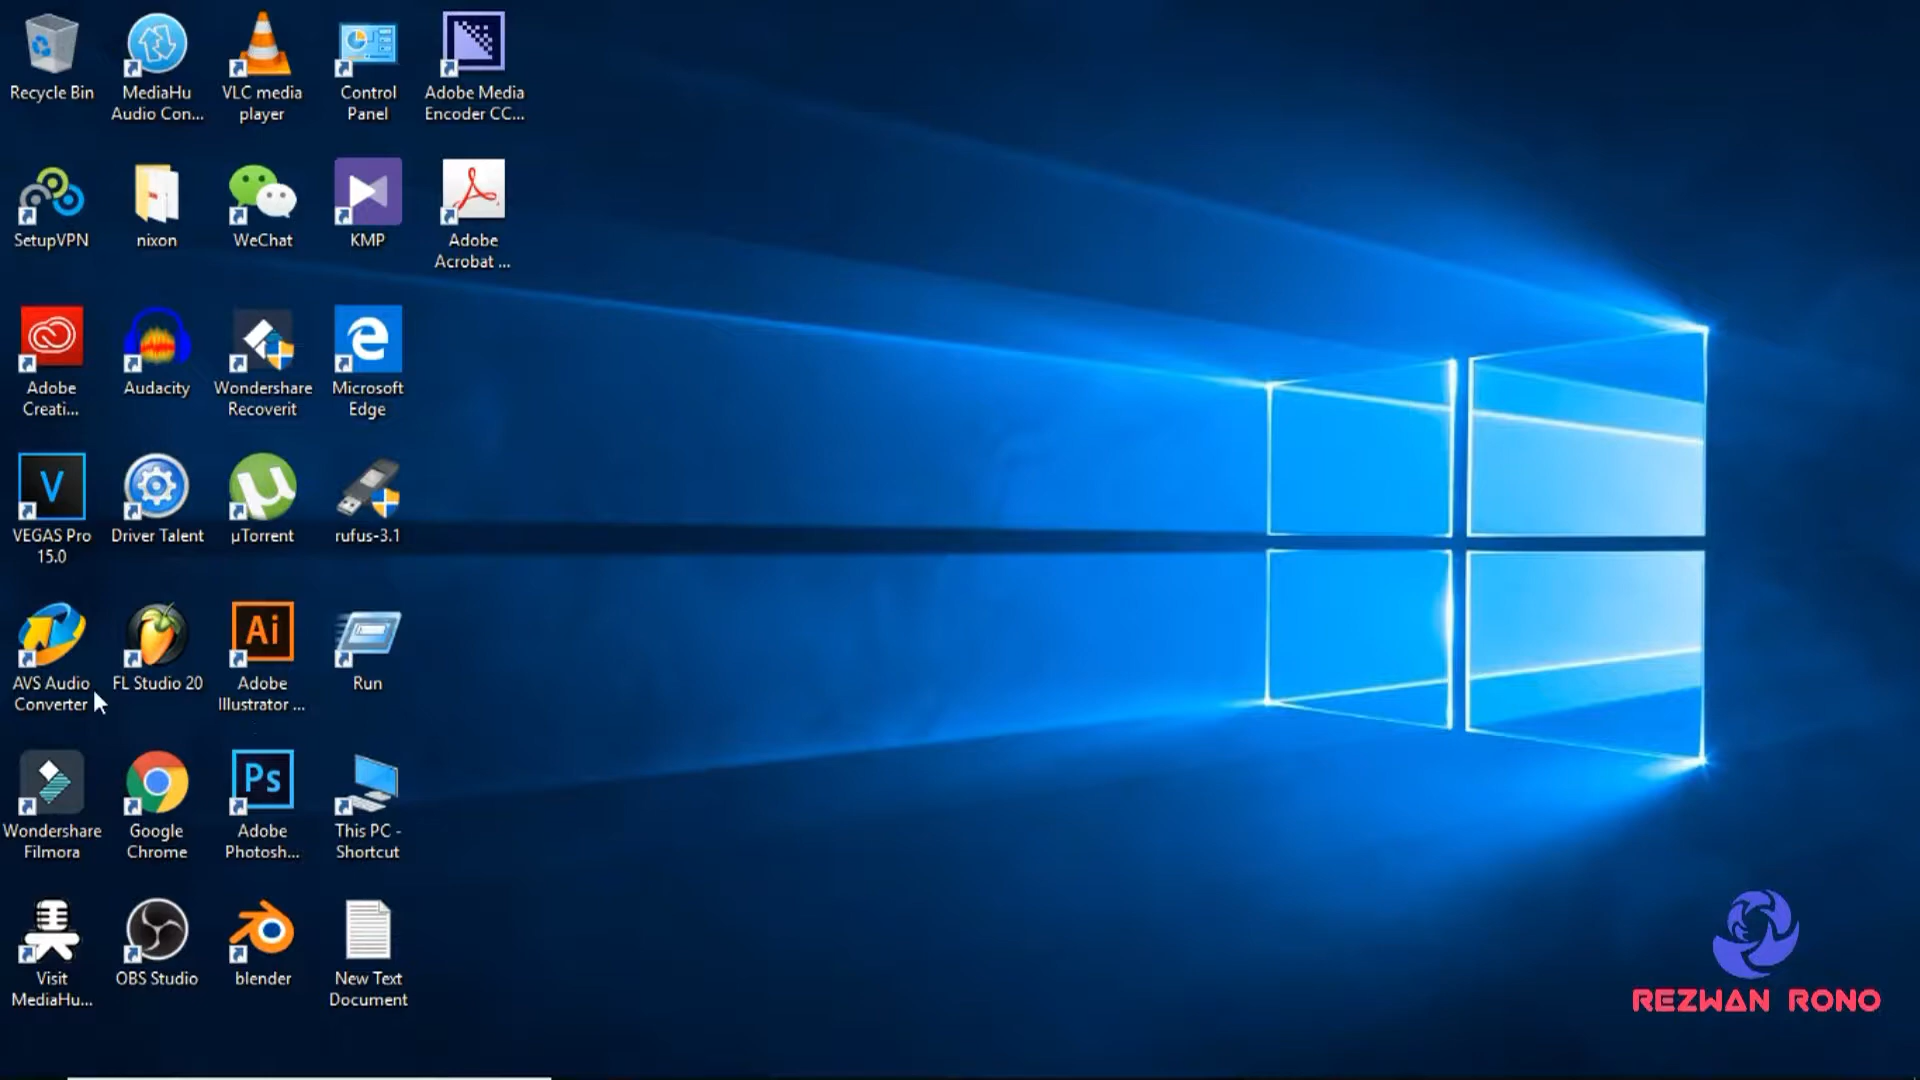 Recycle Bin
MediaHu
Audio Con...
VLC media
player
Control
Panel
Adobe Media
Encoder CC...
SetupVPN
nixon
WeChat
KMP
Adobe
Acrobat ...
Adobe
Creati...
Audacity
Wondershare
Recoverit
Microsoft
Edge
V
VEGAS Pro
15.0
Driver Talent
µ
µTorrent
rufus-3.1
AVS Audio
Converter
FL Studio 20
Ai
Adobe
Illustrator ...
Run
Wondershare
Filmora
Google
Chrome
Ps
Adobe
Photosh...
This PC -
Shortcut
Visit
MediaHu...
OBS Studio
blender
New Text
Document
REZWAN RONO